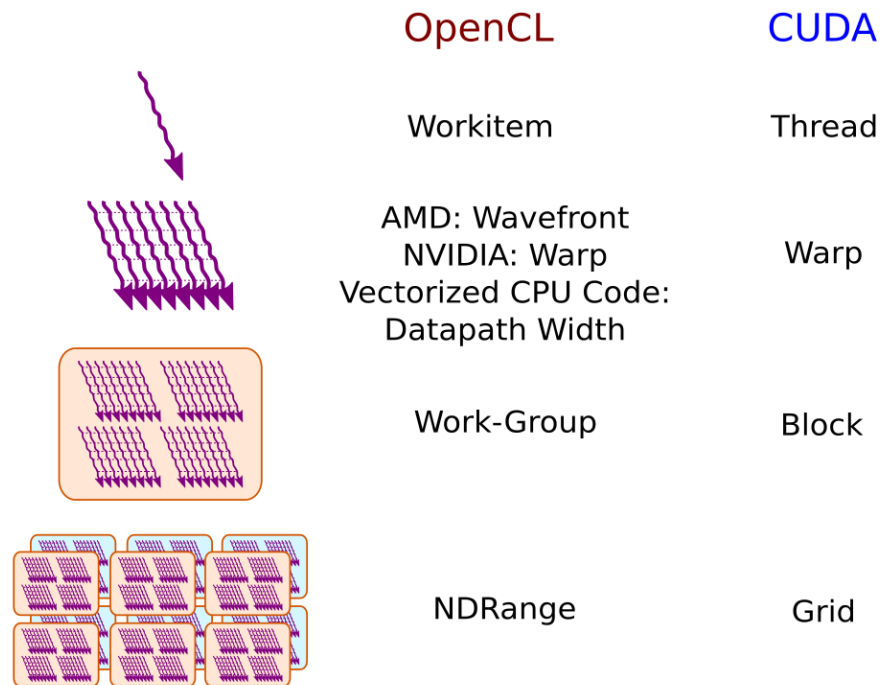 OpenCL CUDA
Workitem Thread
AMD: Wavefront
NVIDIA: Warp Warp
Vectorized CPU Code:
Datapath Width
Work-Group Block
NDRange Grid